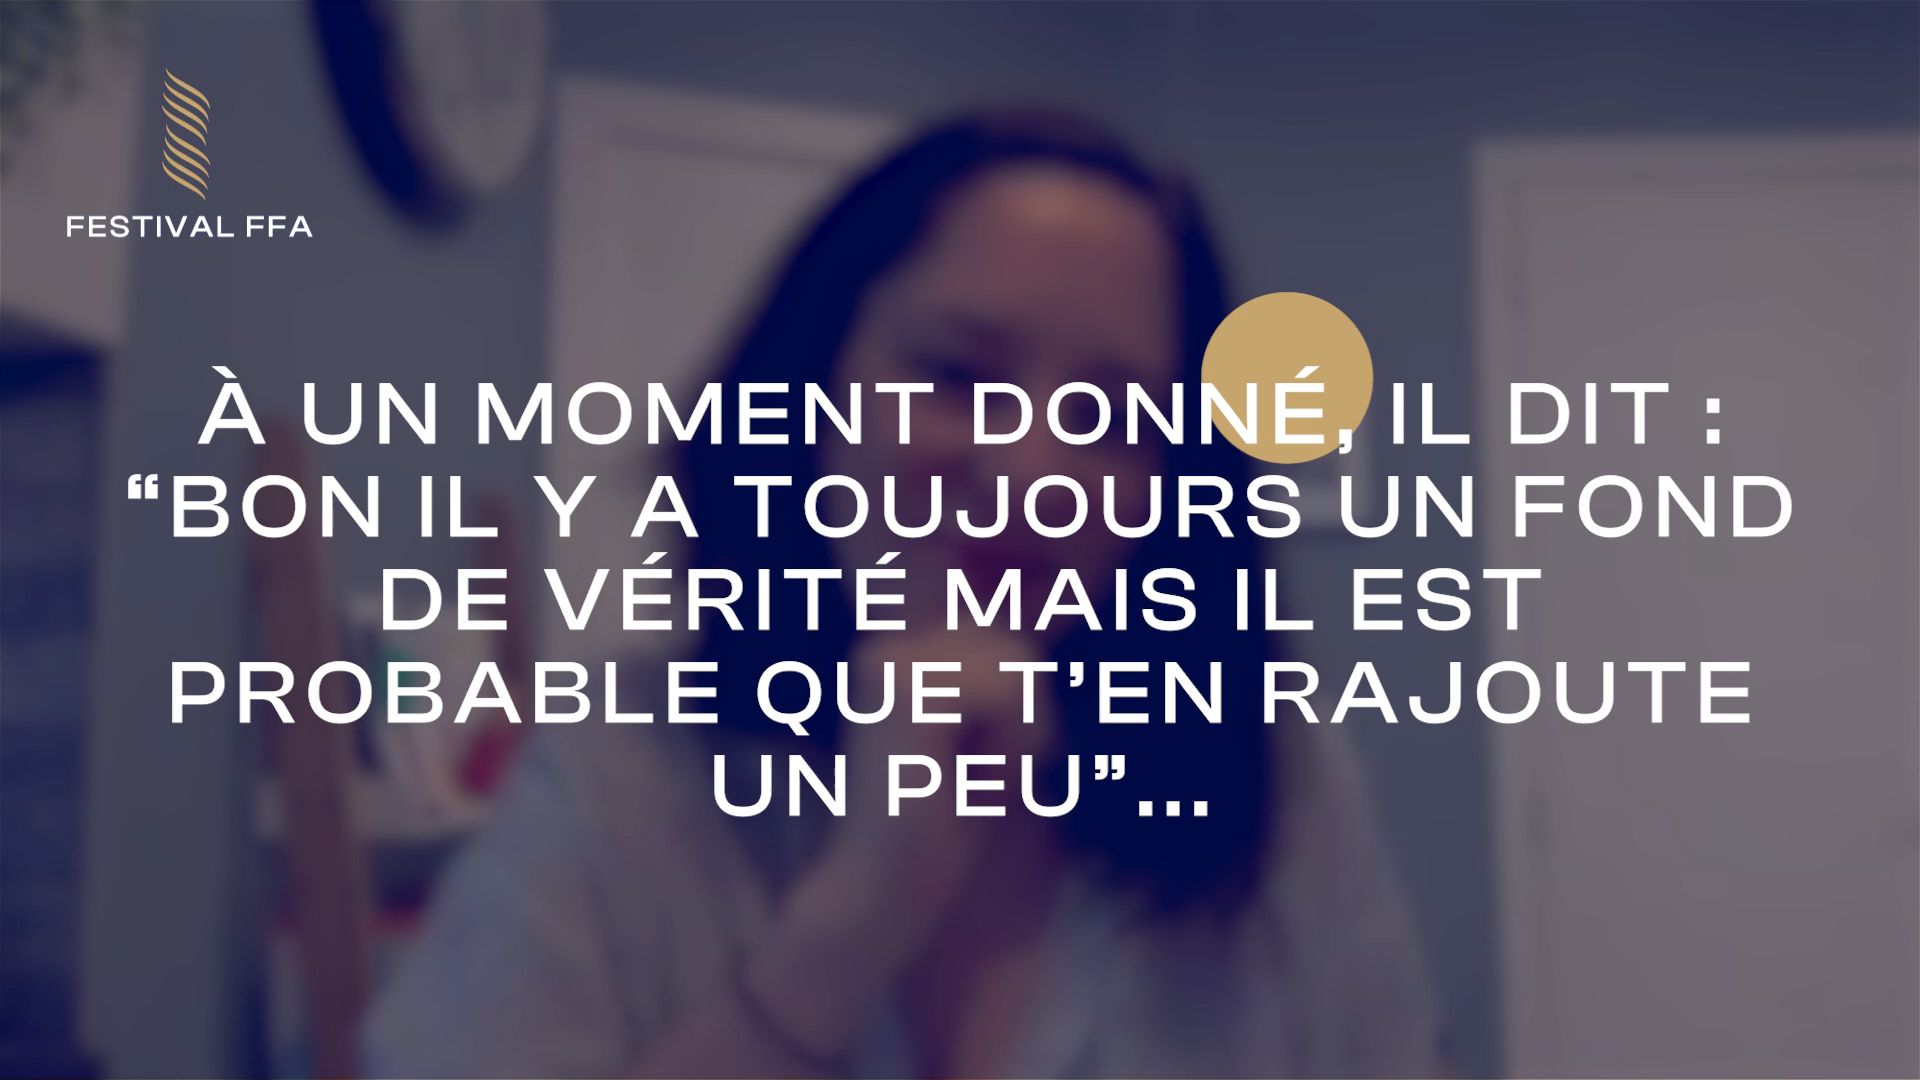 FESTIVAL FFA
À UN MOMENT DONNÉ, IL DIT :
“BON IL Y A TOUJOURS UN FOND
DE VÉRITÉ MAIS IL EST
PROBABLE QUE T’EN RAJOUTE
UN PEU”...